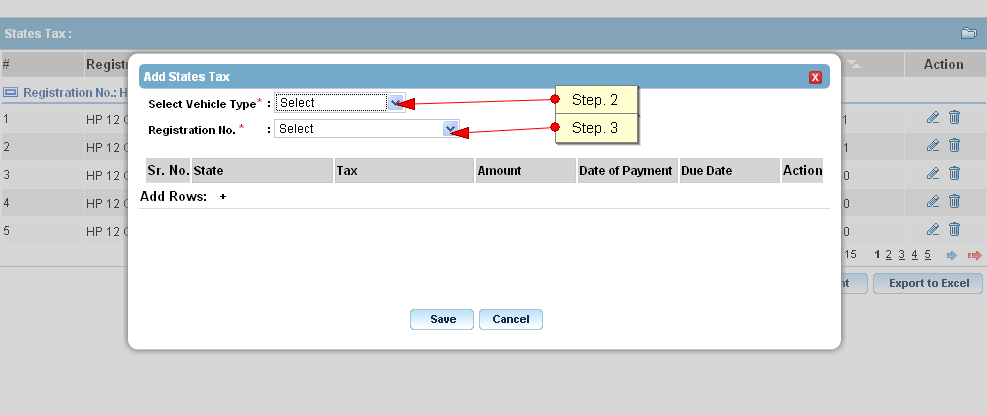 States Tax :
# Registr Action
Add States Tax
X
Registration No.: H
Select Vehicle Type* : Select
Step. 2
Registration No. * : Select
Step. 3
1 HP 12 1
2 HP 12 1
3 HP 12 0
4 HP 12 0
5 HP 12 0
Sr. No. State Tax Amount Date of Payment Due Date Action
Add Rows: +
15 1 2 3 4 5
nt Export to Excel
Save Cancel